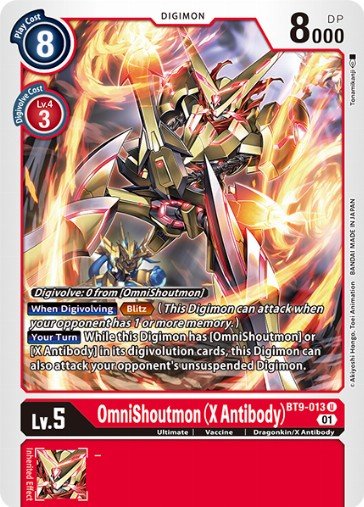 DIGIMON
Play Cost
8
8000 DP
Digivolve Cost
Lv.4
3
Tonamikanji
© Akiyoshi Hongo, Toei Animation BANDAI MADE IN JAPAN
Digivolve: 0 from [OmniShoutmon]
When Digivolving Blitz (This Digimon can attack when
your opponent has 1 or more memory.)
Your Turn While this Digimon has [OmniShoutmon] or
[X Antibody] in its digivolution cards, this Digimon can
also attack your opponent's unsuspended Digimon.
Lv.5
OmniShoutmon (X Antibody) BT9-013 U
01
Ultimate | Vaccine | Dragonkin/X Antibody
Inherited Effect
-